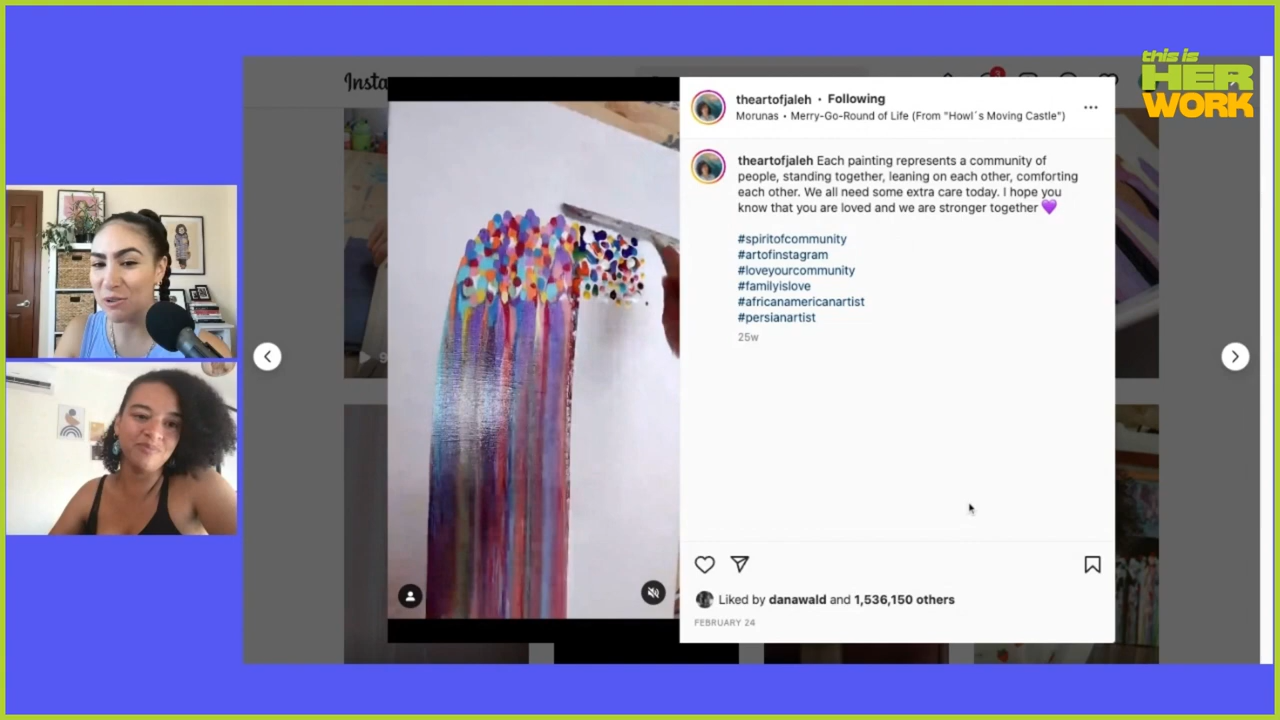 this is
HER
WORK
Insta
3
theartofjaleh • Following
Morunas • Merry-Go-Round of Life (From "Howl´s Moving Castle")
theartofjaleh Each painting represents a community of
people, standing together, leaning on each other, comforting
each other. We all need some extra care today. I hope you
know that you are loved and we are stronger together 💜
#spiritofcommunity
#artofinstagram
#loveyourcommunity
#familyislove
#africanamericanartist
#persianartist
25w
9
Liked by danawald and 1,536,150 others
FEBRUARY 24